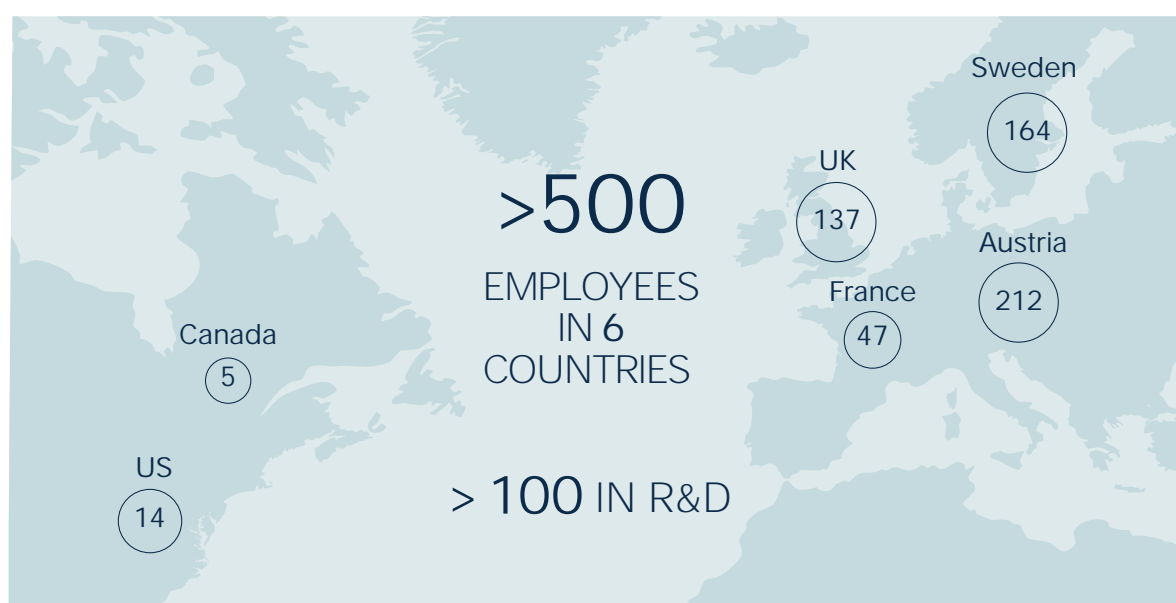 Sweden
164
UK
137
>500
Austria
212
EMPLOYEES
IN 6
COUNTRIES
France
47
Canada
5
US
14
> 100 IN R&D